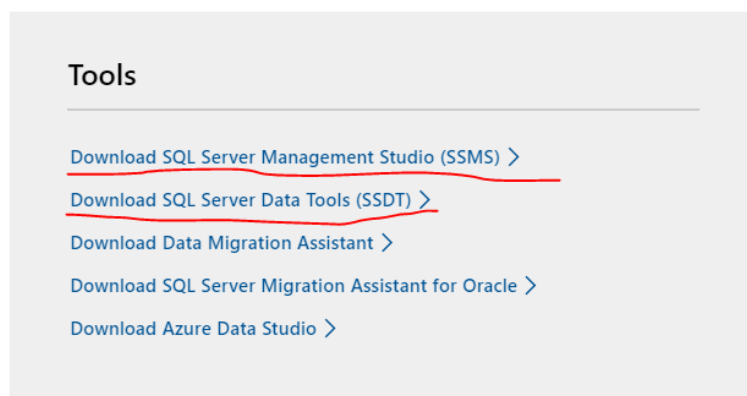 Tools
Download SQL Server Management Studio (SSMS)
Download SQL Server Data Tools (SSDT)
Download Data Migration Assistant
Download SQL Server Migration Assistant for Oracle
Download Azure Data Studio